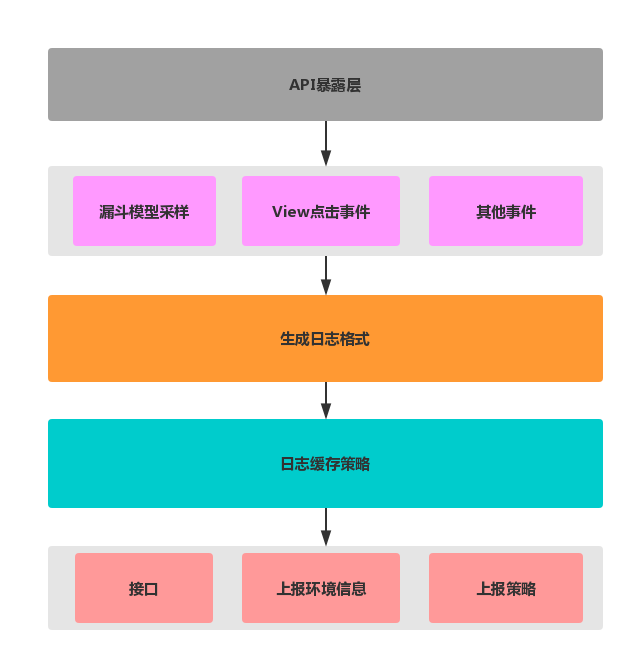 API暴露层
漏斗模型采样
View点击事件
其他事件
生成日志格式
日志缓存策略
接口
上报环境信息
上报策略